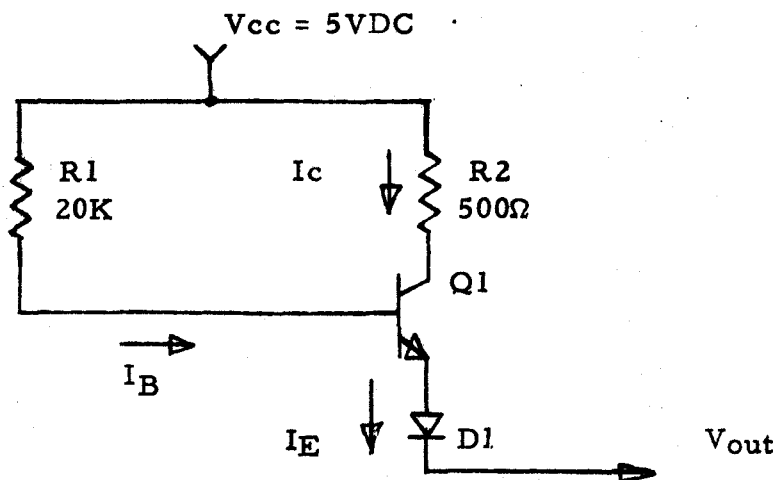 Vcc = 5VDC
R1
20K
Ic
R2
500Ω
Q1
IB
IE
D1
Vout